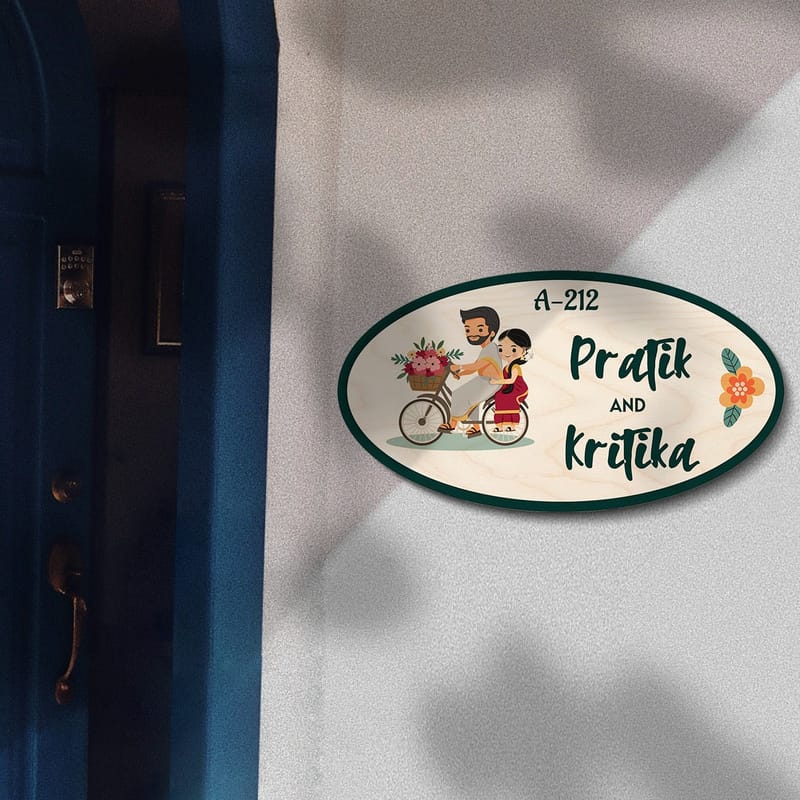 A-212
Pratik
AND
Kritika